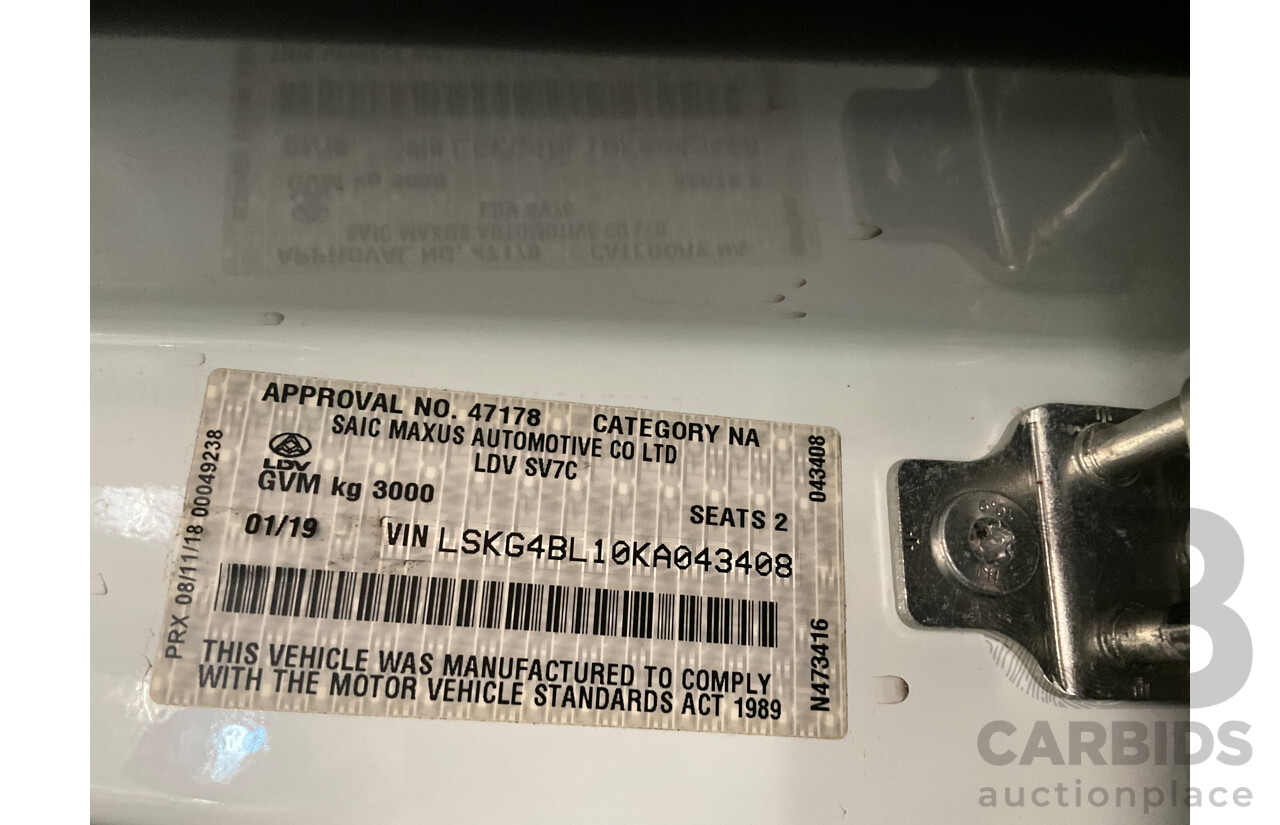 APPROVAL NO. 47178 CATEGORY NA
SAIC MAXUS AUTOMOTIVE CO LTD
LDV SV7C
LDV
GVM kg 3000
SEATS 2
01/19 VIN LSKG4BL10KA043408
THIS VEHICLE WAS MANUFACTURED TO COMPLY
WITH THE MOTOR VEHICLE STANDARDS ACT 1989
PRX 08/11/18 00049238
043408
N473416
CARBIDS
auctionplace